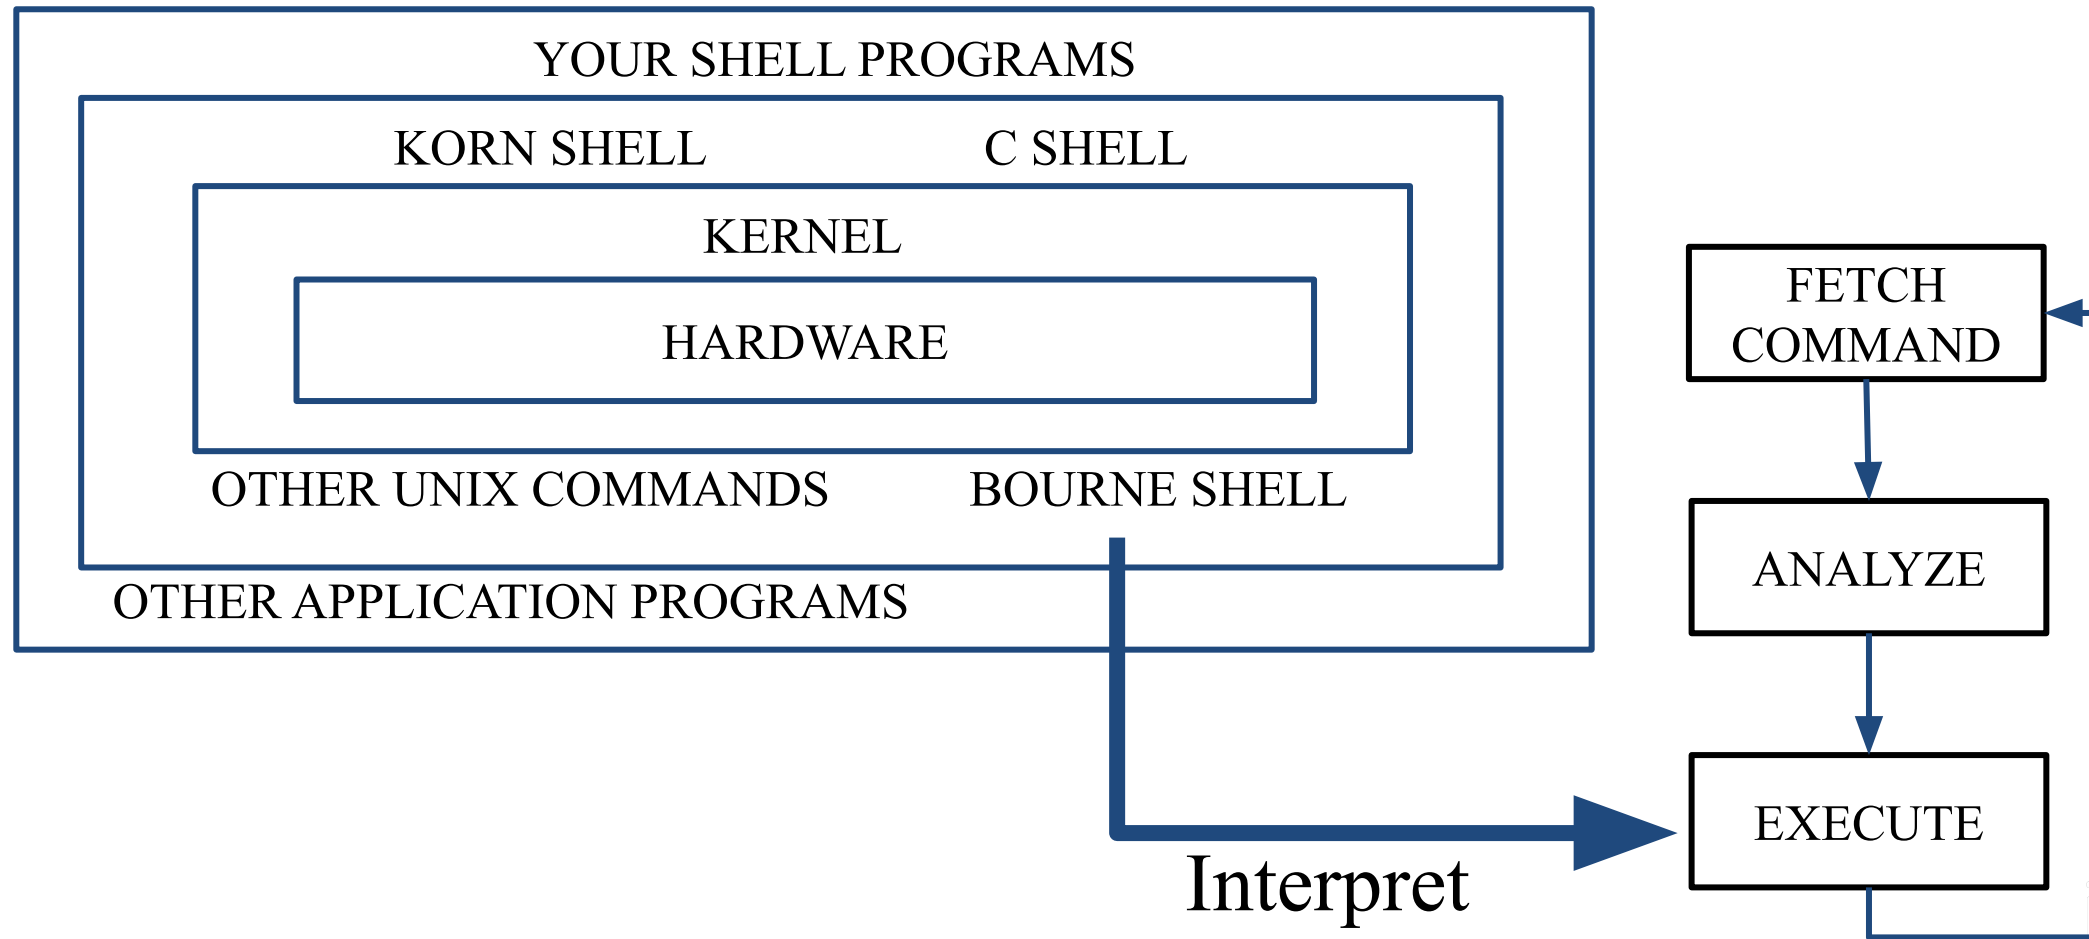 YOUR SHELL PROGRAMS
KORN SHELL
C SHELL
KERNEL
HARDWARE
OTHER UNIX COMMANDS
BOURNE SHELL
OTHER APPLICATION PROGRAMS
Interpret
FETCH
COMMAND
ANALYZE
EXECUTE